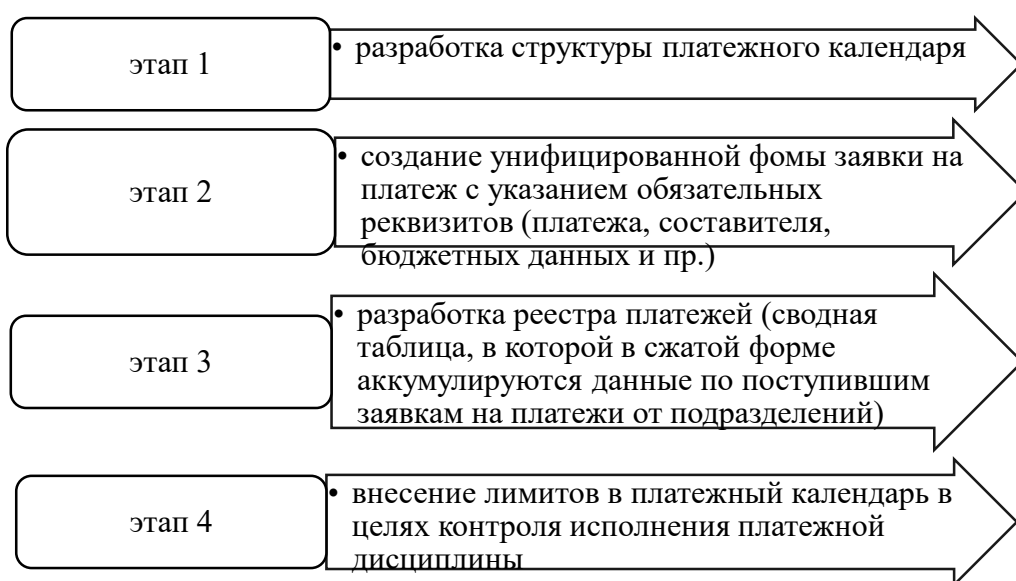 этап 1
• разработка структуры платежного календаря
этап 2
• создание унифицированной фомы заявки на
платеж с указанием обязательных
реквизитов (платежа, составителя,
бюджетных данных и пр.)
этап 3
• разработка реестра платежей (сводная
таблица, в которой в сжатой форме
аккумулируются данные по поступившим
заявкам на платежи от подразделений)
этап 4
• внесение лимитов в платежный календарь в
целях контроля исполнения платежной
дисциплины